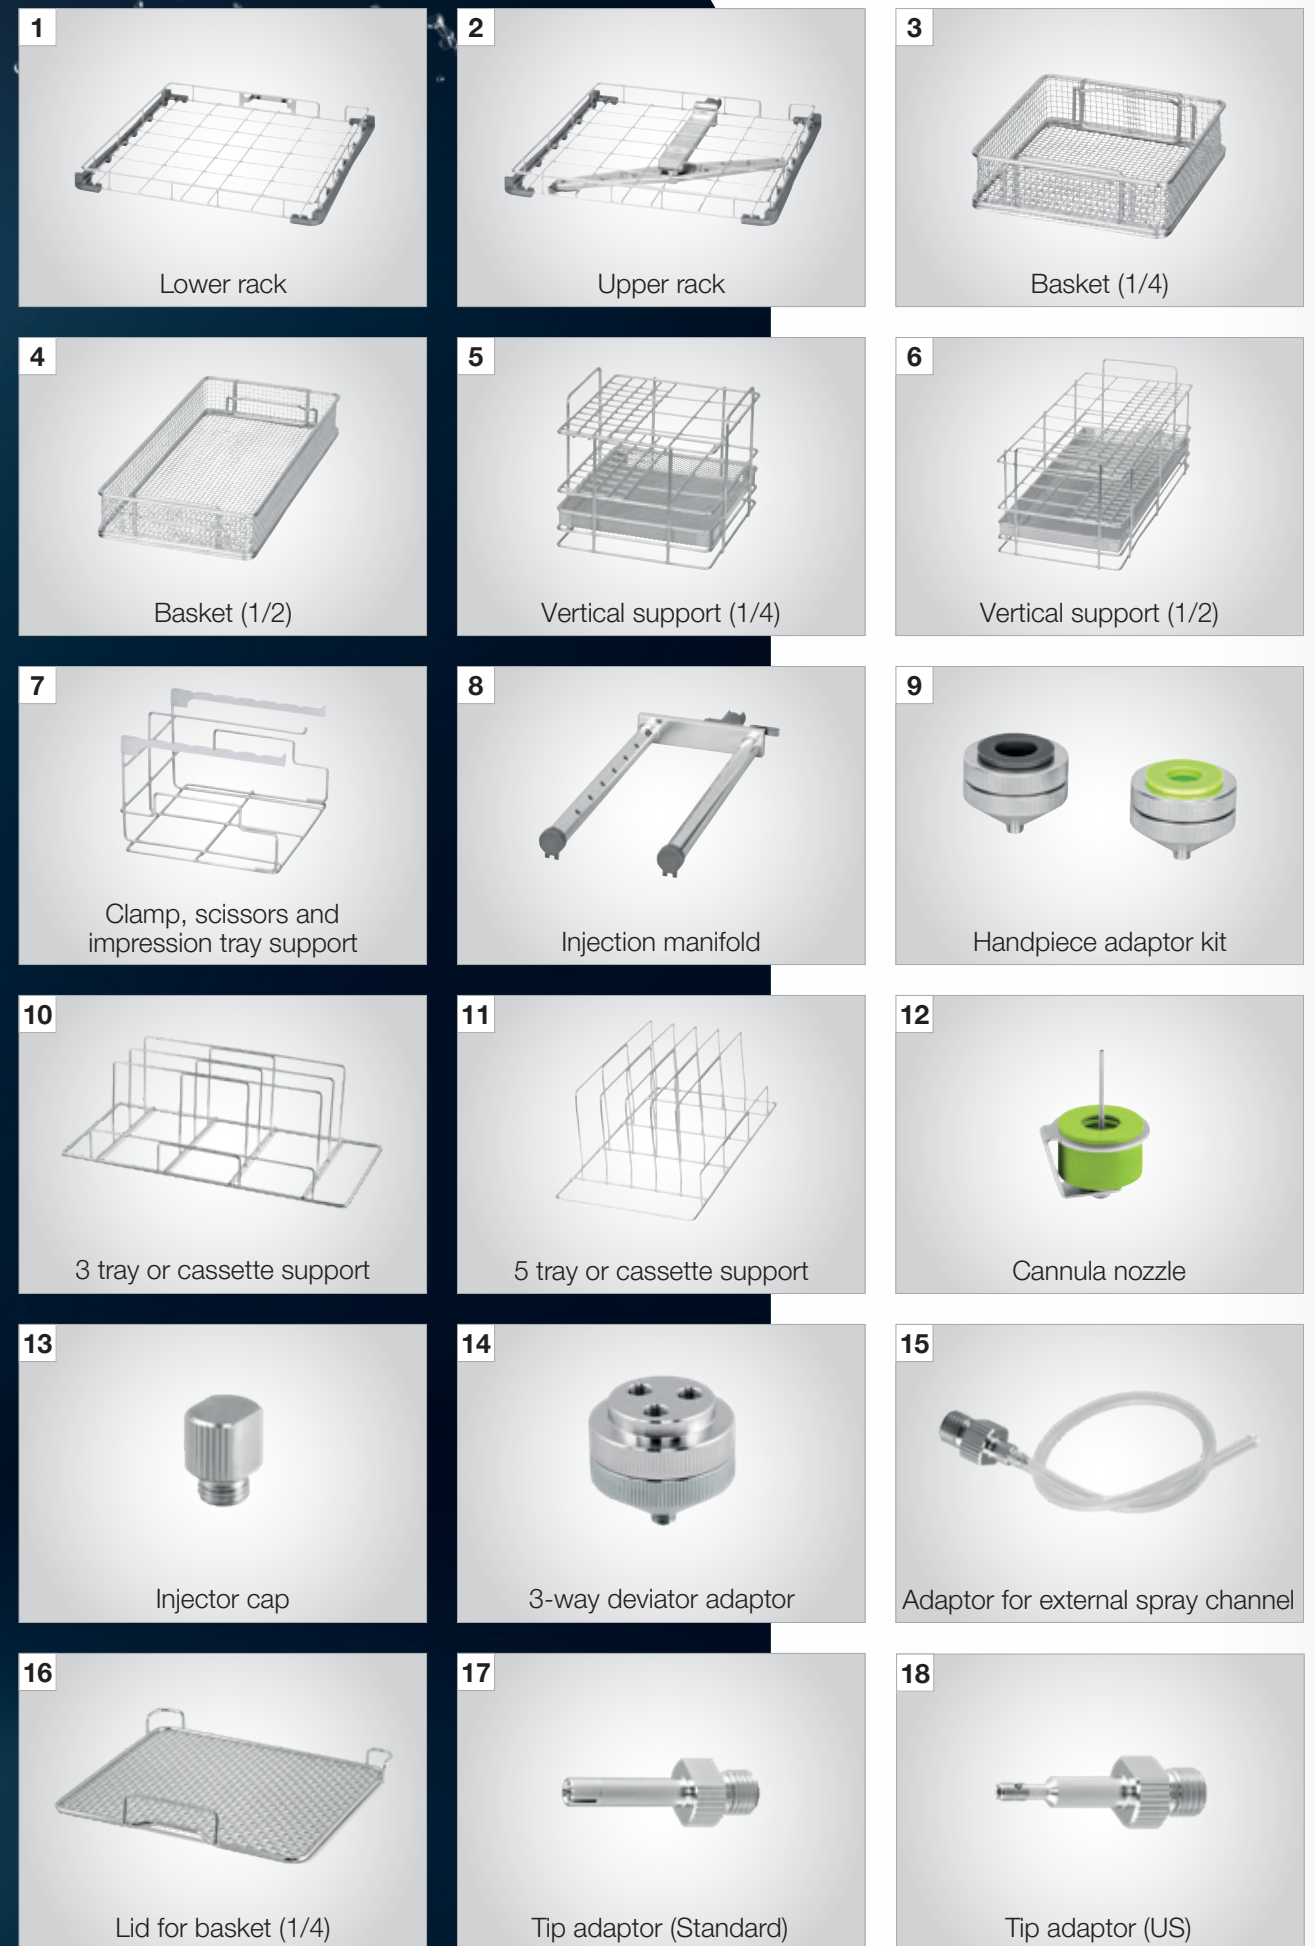 1
Lower rack
2
Upper rack
3
Basket (1/4)
4
Basket (1/2)
5
Vertical support (1/4)
6
Vertical support (1/2)
7
Clamp, scissors and
impression tray support
8
Injection manifold
9
Handpiece adaptor kit
10
3 tray or cassette support
11
5 tray or cassette support
12
Cannula nozzle
13
Injector cap
14
3-way deviator adaptor
15
Adaptor for external spray channel
16
Lid for basket (1/4)
17
Tip adaptor (Standard)
18
Tip adaptor (US)